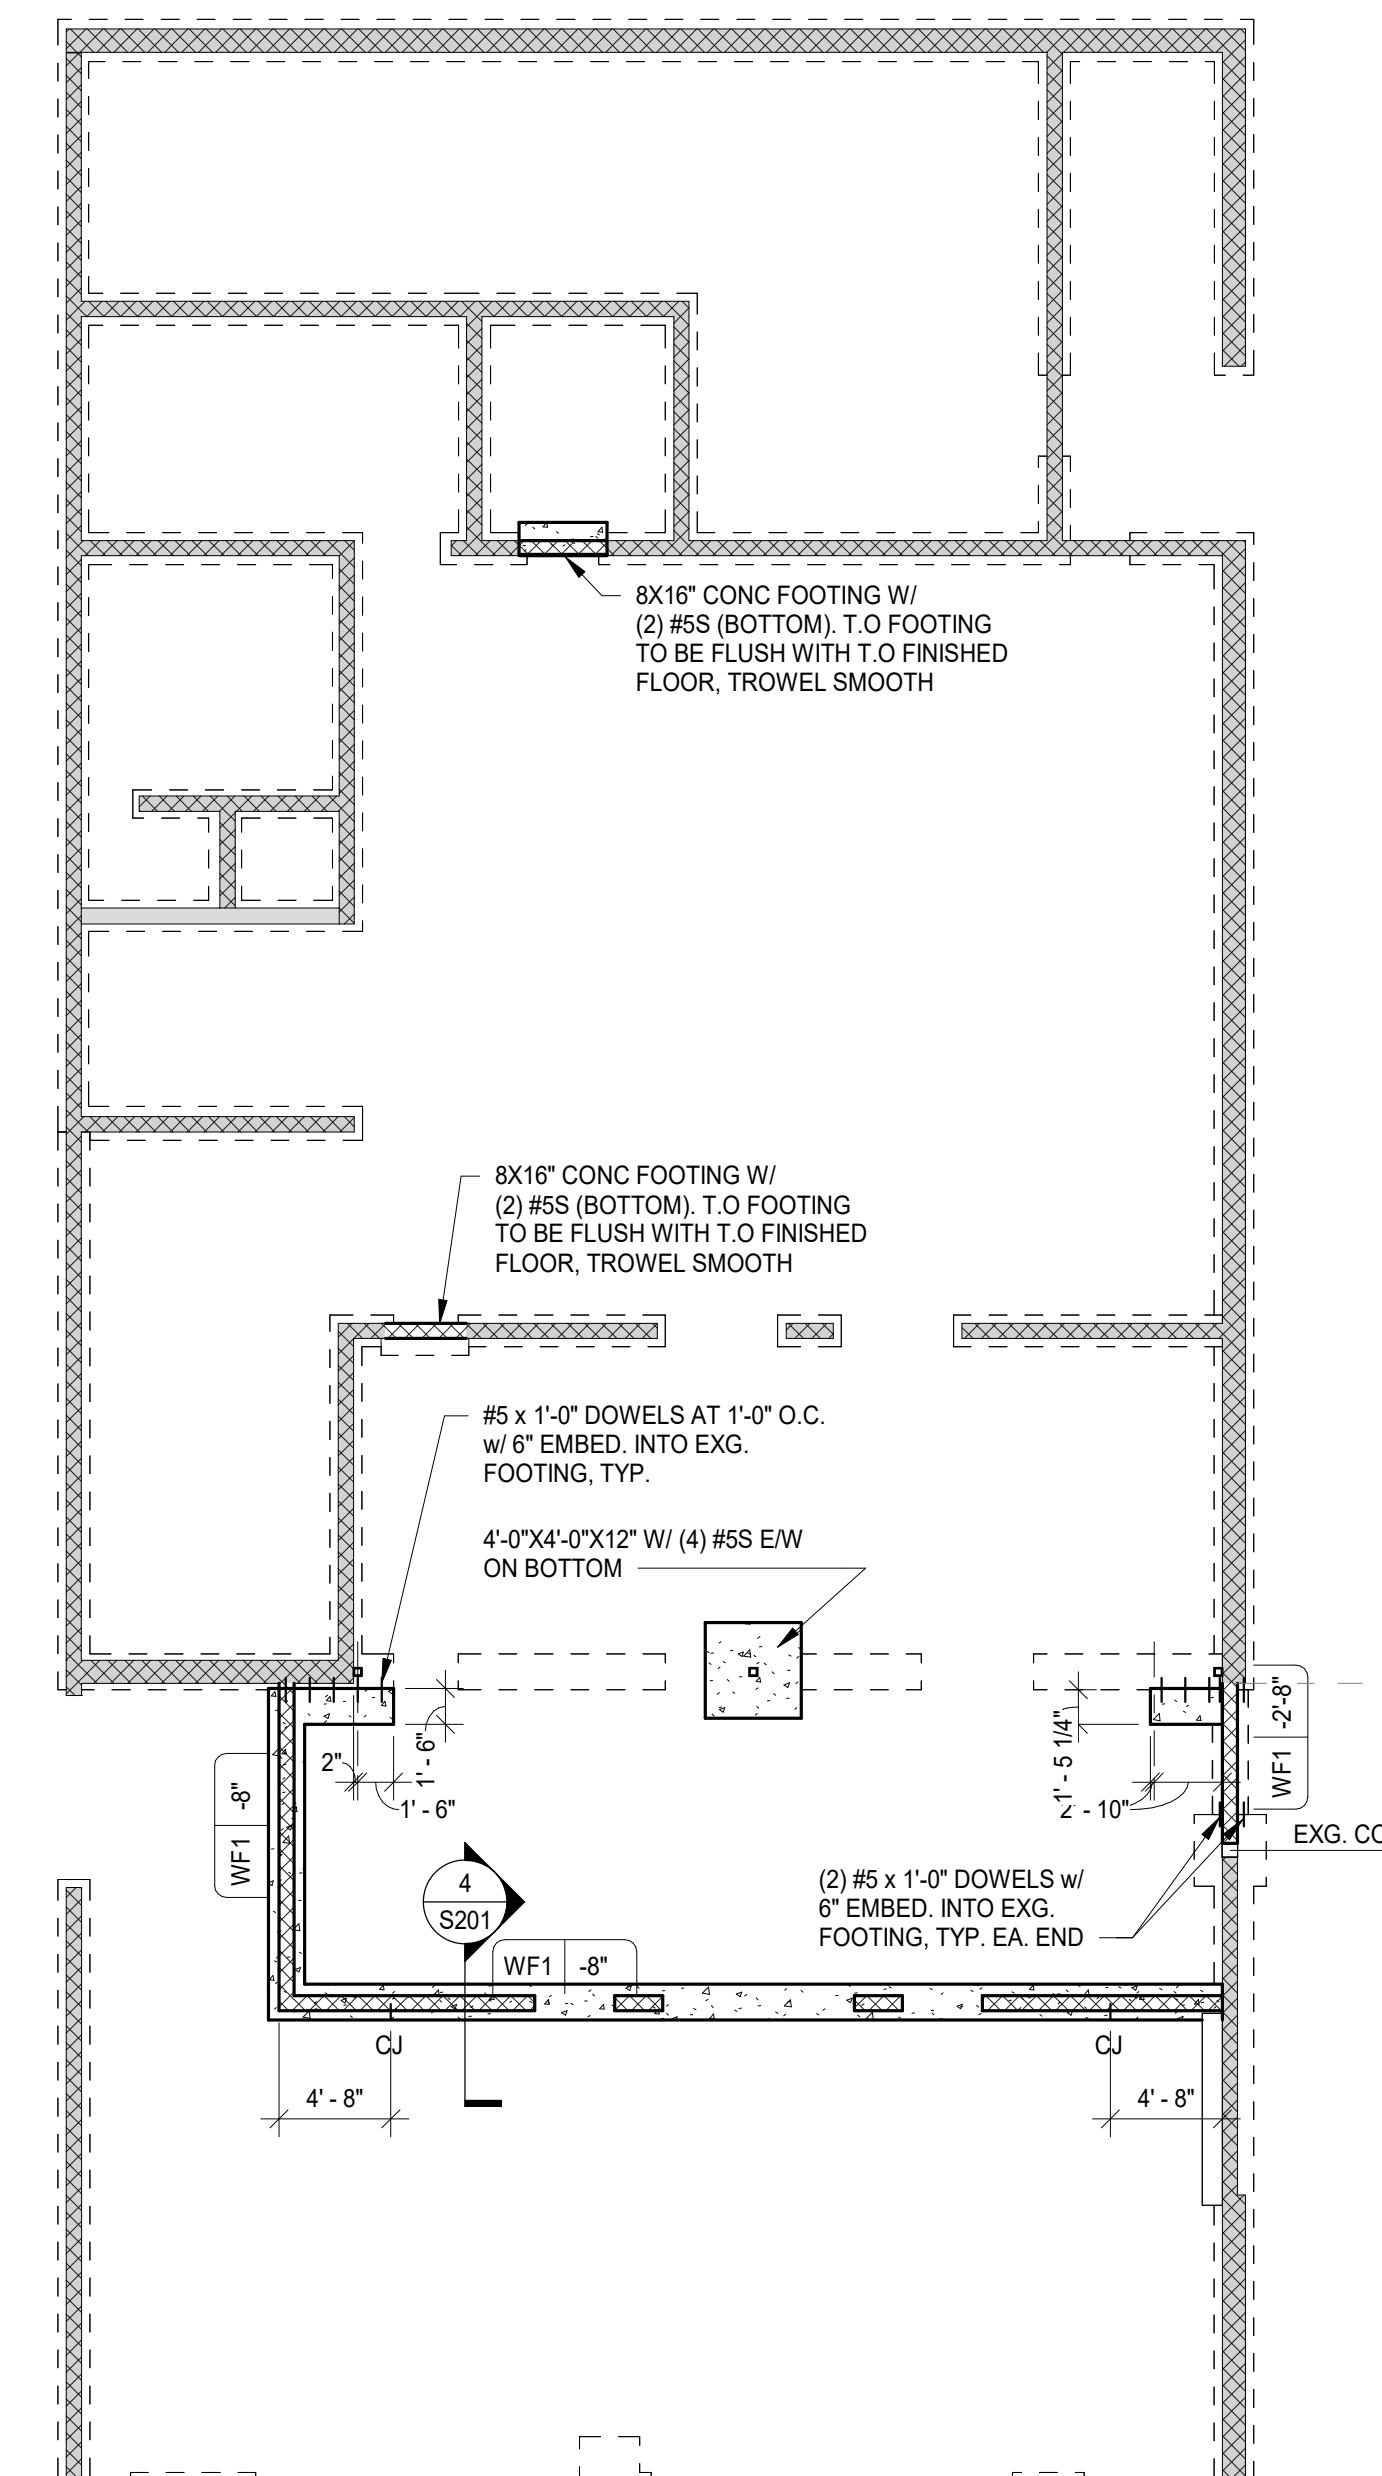 8X16" CONC FOOTING W/
(2) #5S (BOTTOM). T.O FOOTING
TO BE FLUSH WITH T.O FINISHED
FLOOR, TROWEL SMOOTH
8X16" CONC FOOTING W/
(2) #5S (BOTTOM). T.O FOOTING
TO BE FLUSH WITH T.O FINISHED
FLOOR, TROWEL SMOOTH
#5 x 1'-0" DOWELS AT 1'-0" O.C.
w/ 6" EMBED. INTO EXG.
FOOTING, TYP.
4'-0"X4'-0"X12" W/ (4) #5S E/W
ON BOTTOM
2"
1' - 6"
1' - 6"
1' - 5 1/4"
2' - 10"
WF1 -2'-8"
WF1 -8"
EXG. CO
4
S201
(2) #5 x 1'-0" DOWELS w/
6" EMBED. INTO EXG.
FOOTING, TYP. EA. END
WF1 -8"
CJ
CJ
4' - 8"
4' - 8"